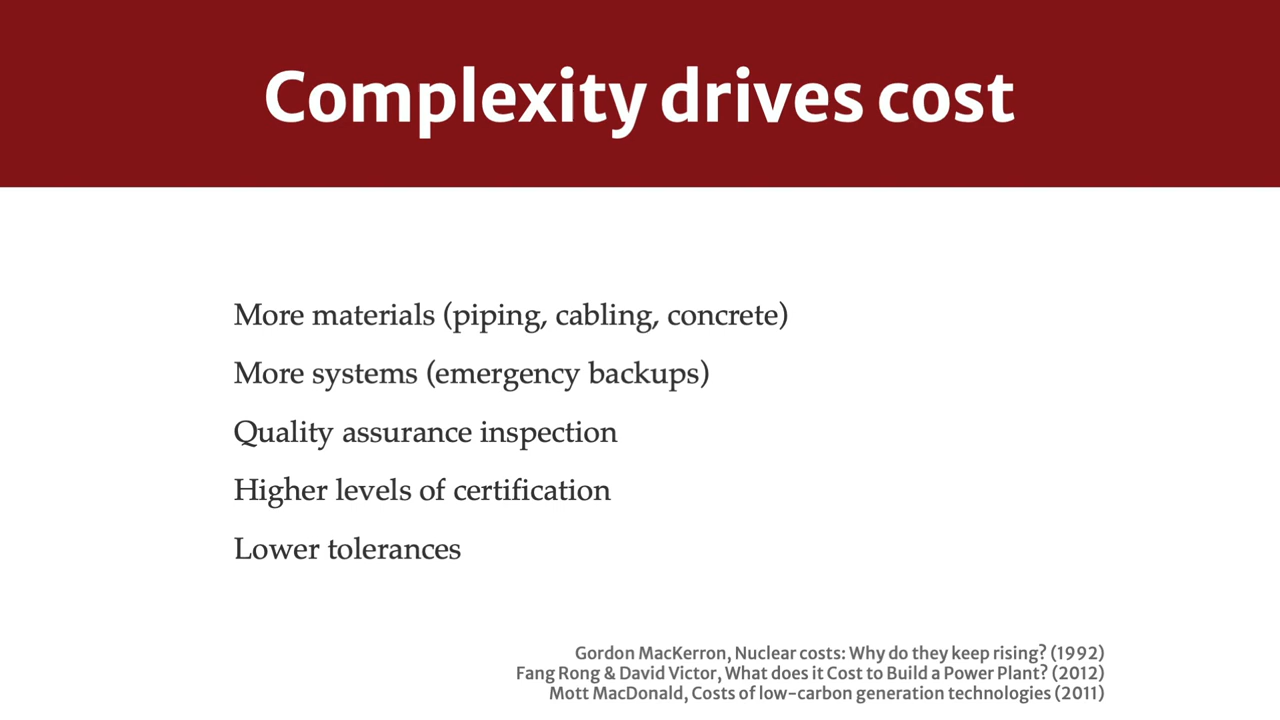 Complexity drives cost
More materials (piping, cabling, concrete)
More systems (emergency backups)
Quality assurance inspection
Higher levels of certification
Lower tolerances
Gordon MacKerron, Nuclear costs: Why do they keep rising? (1992)
Fang Rong & David Victor, What does it Cost to Build a Power Plant? (2012)
Mott MacDonald, Costs of low-carbon generation technologies (2011)